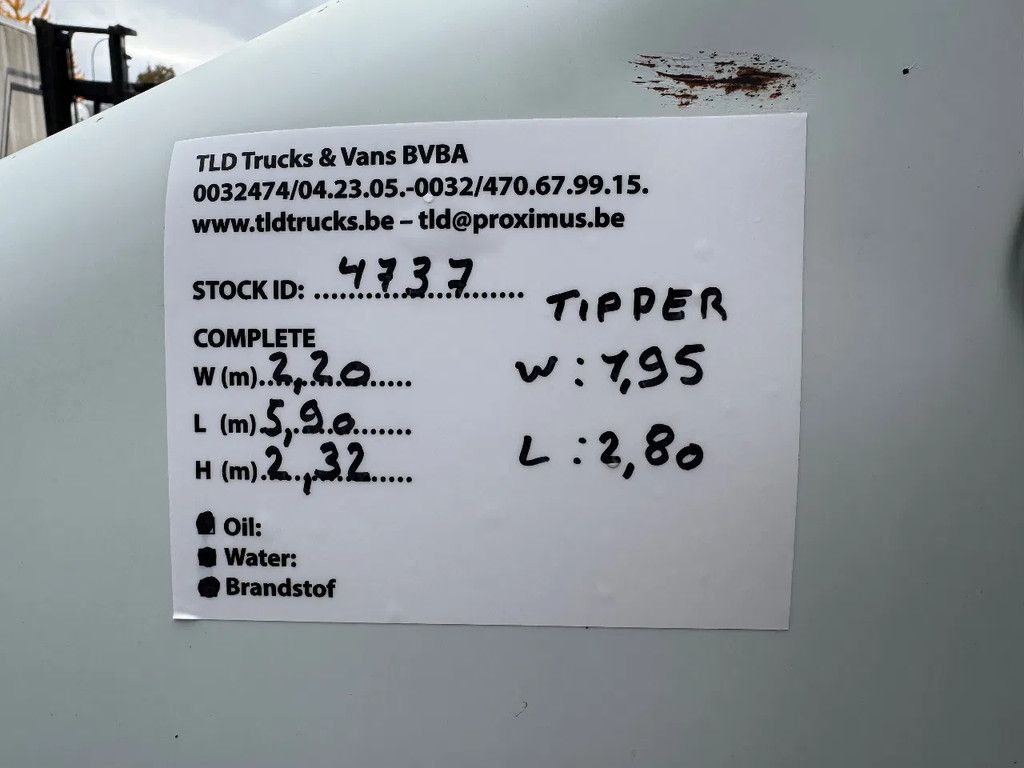 TLD Trucks & Vans BVBA
0032474/04.23.05.-0032/470.67.99.15.
www.tldtrucks.be – tld@proximus.be
STOCK ID: 4737
COMPLETE
W (m) 2,20
L (m) 5,90
H (m) 2,32
TIPPER
W : 1,95
L : 2,80
Oil:
Water:
Brandstof